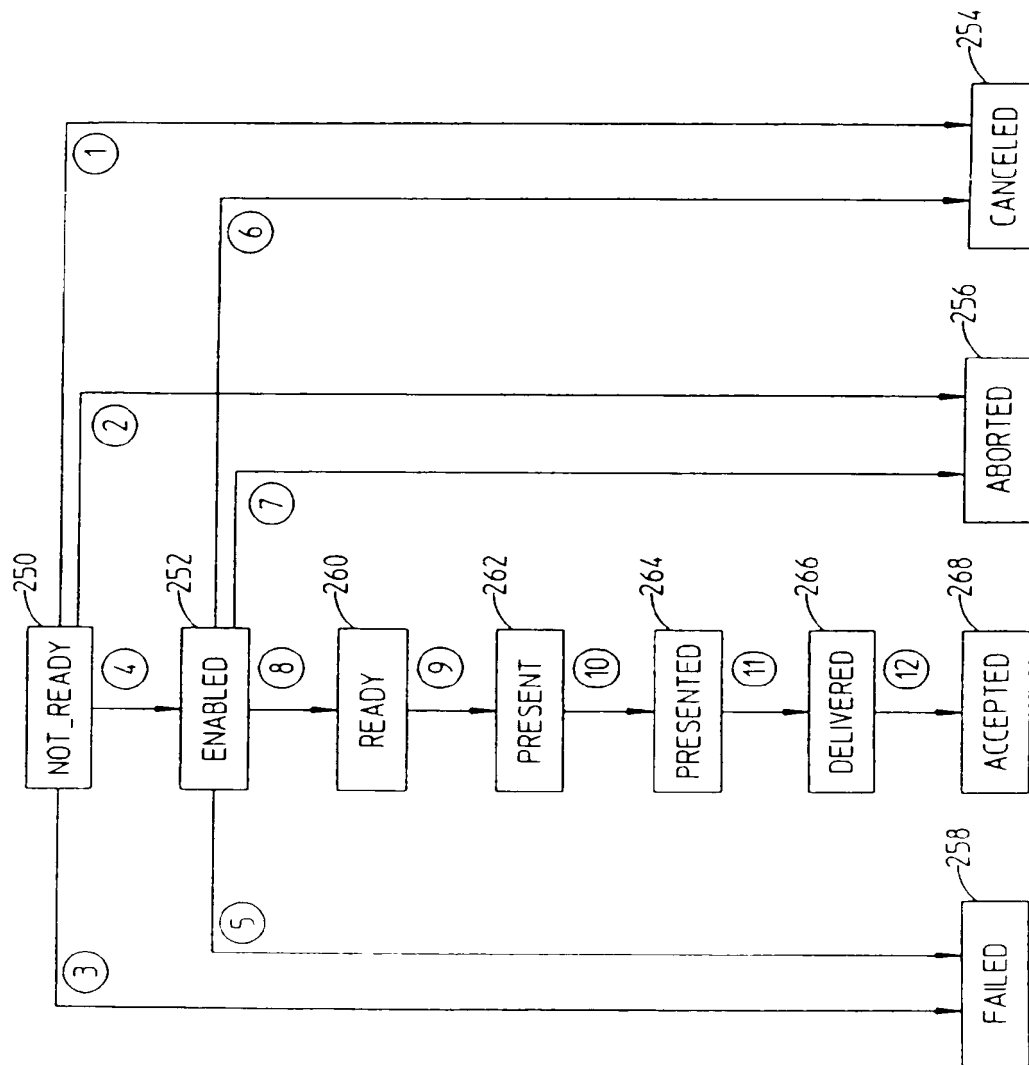 250
NOT_READY
1
2
3
4
252
ENABLED
5
6
7
8
260
READY
9
262
PRESENT
10
264
PRESENTED
11
266
DELIVERED
12
258
FAILED
268
ACCEPTED
256
ABORTED
254
CANCELED